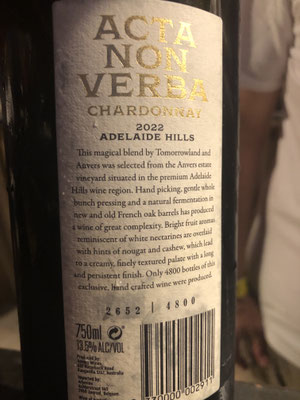 ACTA
NON
VERBA
CHARDONNAY
2022
ADELAIDE HILLS
This magical blend by Tomorrowland and
Anvers was selected from the Anvers estate
vineyard situated in the premium Adelaide
Hills wine region. Hand picking, gentle whole
bunch pressing and a natural fermentation in
new and old French oak barrels has produced
a wine of great complexity. Bright fruit aromas
reminiscent of white nectarines are overlaid
with hints of nougat and cashew, which lead
to a creamy, finely textured palate with a long
and persistent finish. Only 4800 bottles of this
exclusive, hand crafted wine were produced.
2652 | 4800
750ml
13.5% ALC/VOL
Produced by:
Australia